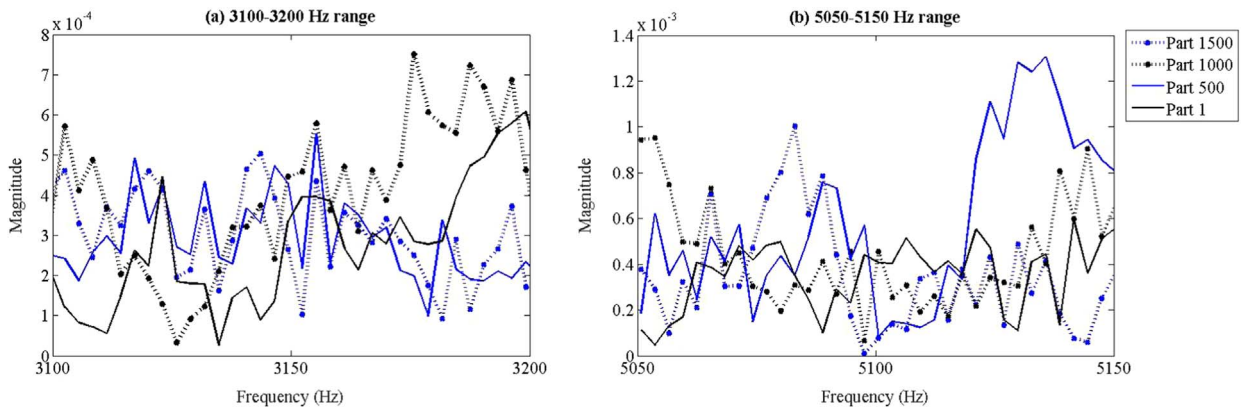 (a) 3100-3200 Hz range
x 10-4
8
7
6
5
4
3
2
1
0
Magnitude
3100
3150
3200
Frequency (Hz)
(b) 5050-5150 Hz range
x 10-3
1.4
1.2
1
0.8
0.6
0.4
0.2
0
Magnitude
5050
5100
5150
Frequency (Hz)
Part 1500
Part 1000
Part 500
Part 1